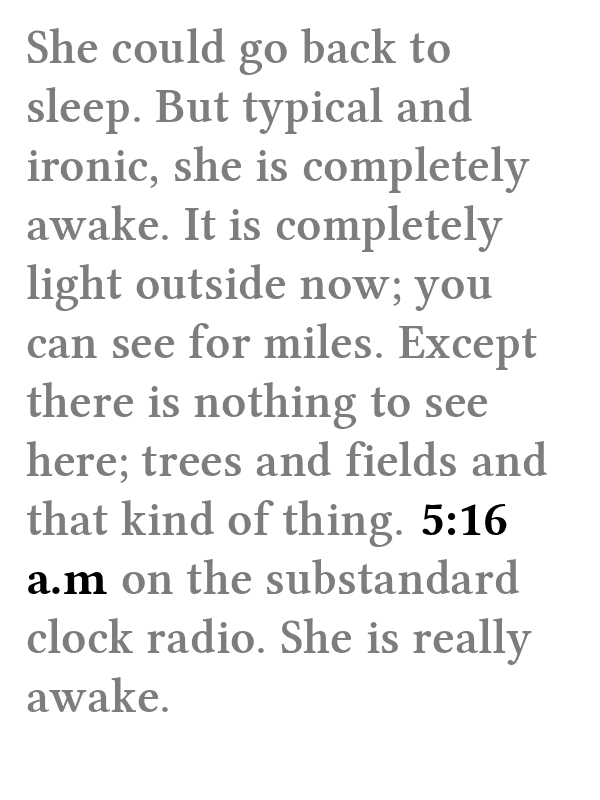 She could go back to
sleep. But typical and
ironic, she is completely
awake. It is completely
light outside now; you
can see for miles. Except
there is nothing to see
here; trees and fields and
that kind of thing. 5:16
a.m on the substandard
clock radio. She is really
awake.